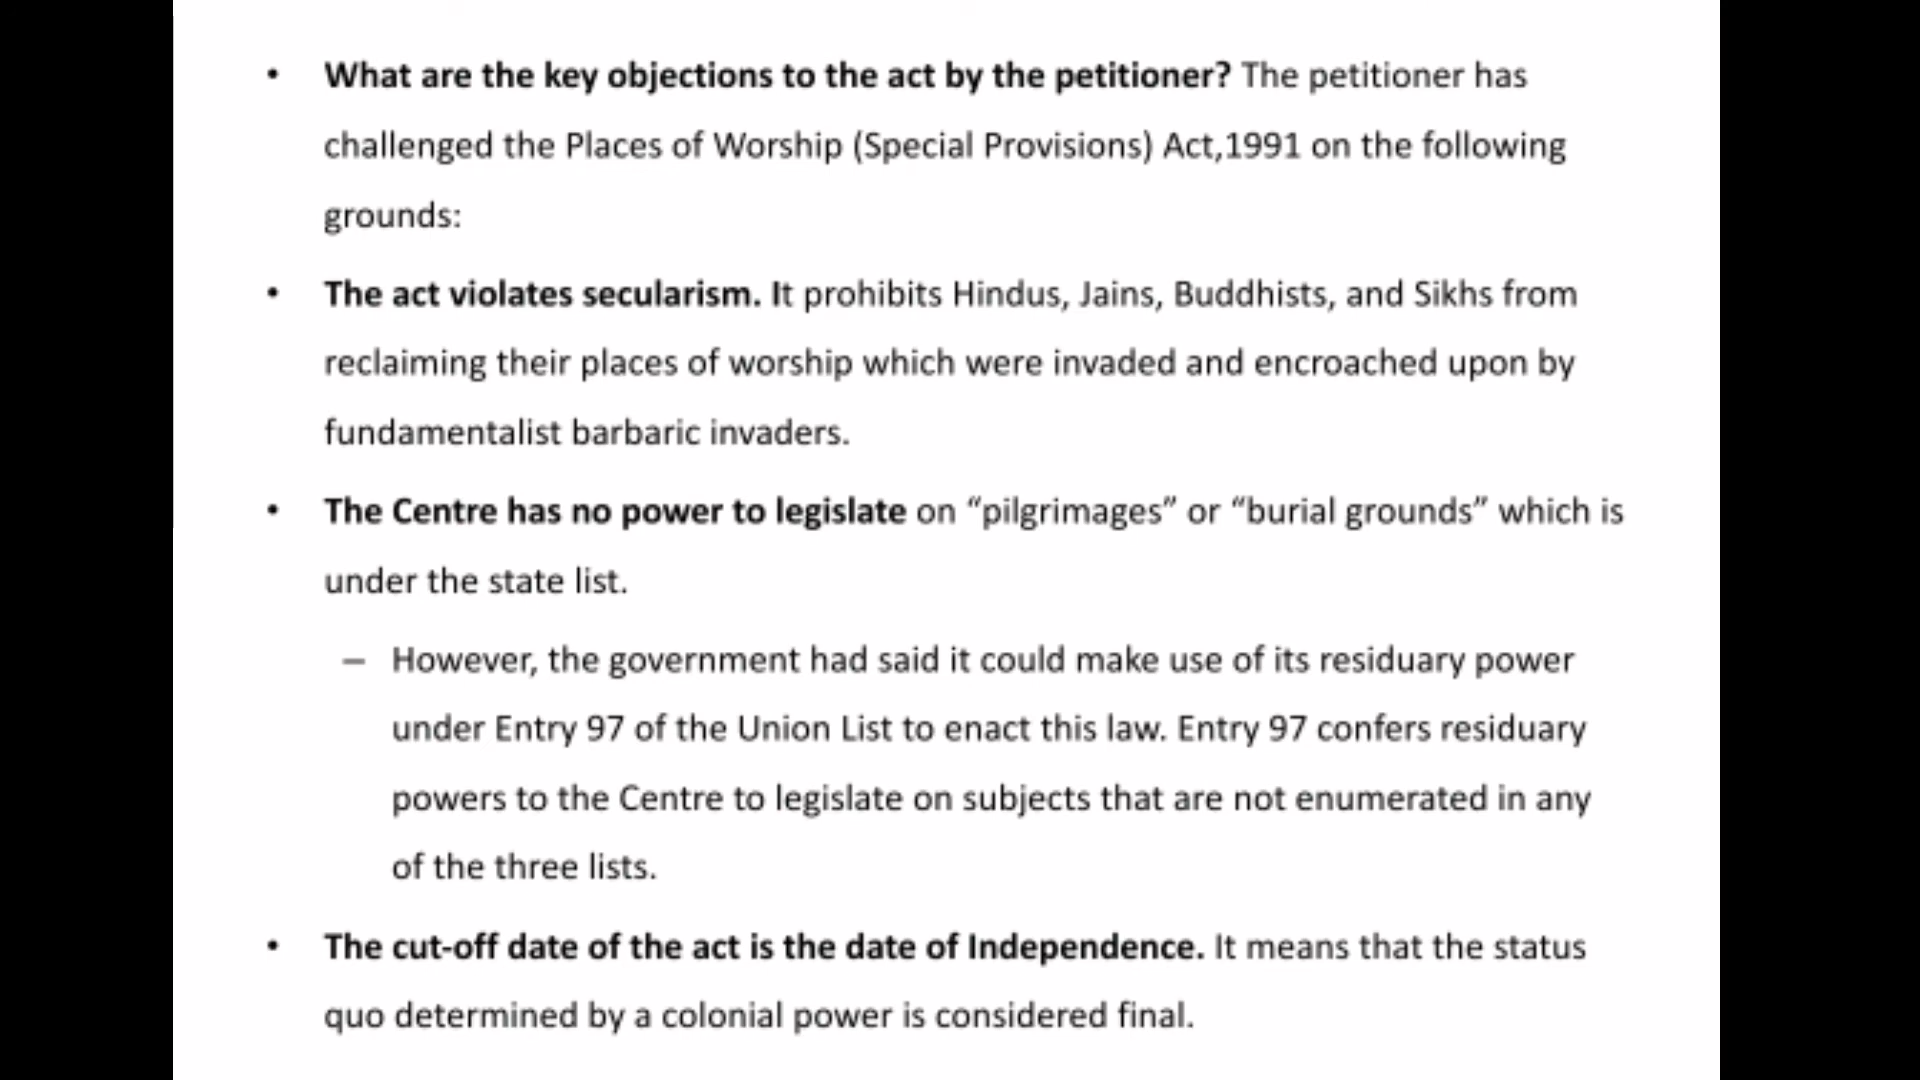 • What are the key objections to the act by the petitioner? The petitioner has
challenged the Places of Worship (Special Provisions) Act,1991 on the following
grounds:
• The act violates secularism. It prohibits Hindus, Jains, Buddhists, and Sikhs from
reclaiming their places of worship which were invaded and encroached upon by
fundamentalist barbaric invaders.
• The Centre has no power to legislate on “pilgrimages” or “burial grounds” which is
under the state list.
– However, the government had said it could make use of its residuary power
under Entry 97 of the Union List to enact this law. Entry 97 confers residuary
powers to the Centre to legislate on subjects that are not enumerated in any
of the three lists.
• The cut-off date of the act is the date of Independence. It means that the status
quo determined by a colonial power is considered final.